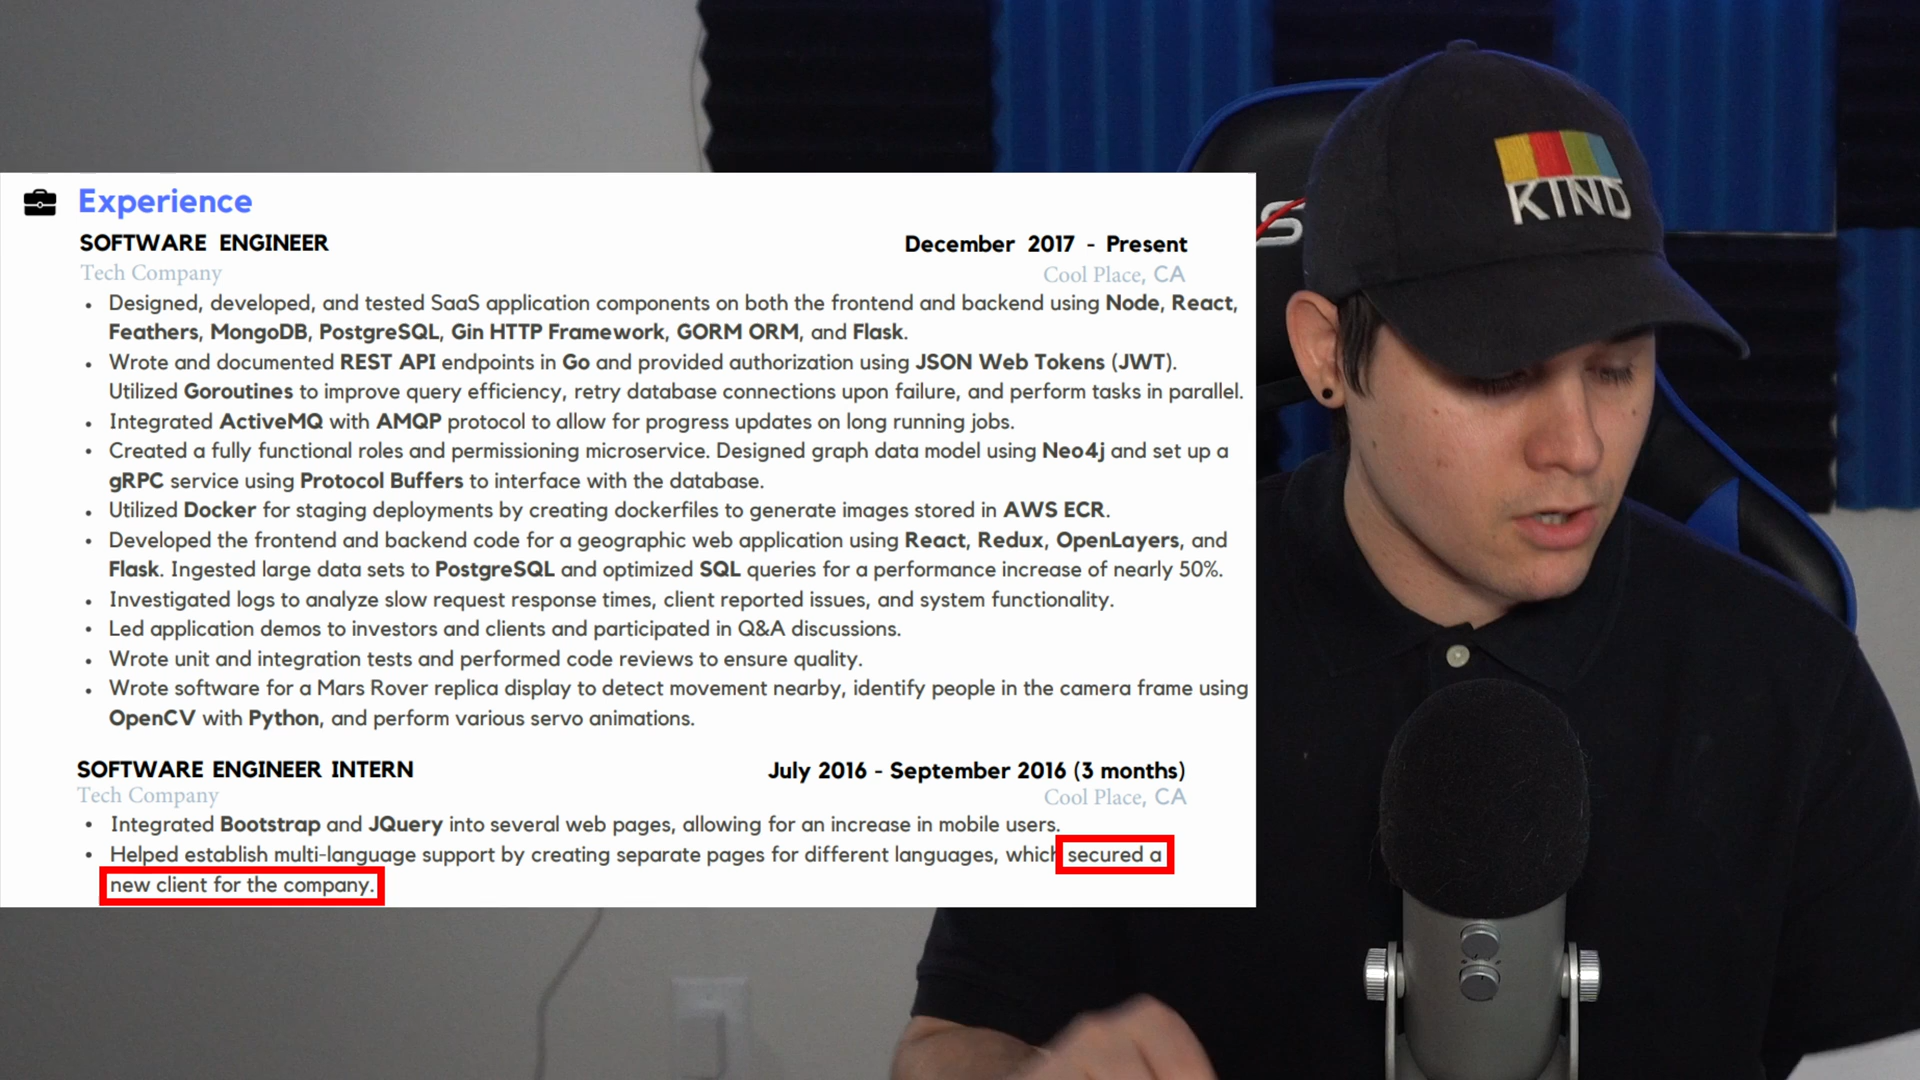 Experience
SOFTWARE ENGINEER
December 2017 - Present
Tech Company
Cool Place, CA
• Designed, developed, and tested SaaS application components on both the frontend and backend using Node, React,
Feathers, MongoDB, PostgreSQL, Gin HTTP Framework, GORM ORM, and Flask.
• Wrote and documented REST API endpoints in Go and provided authorization using JSON Web Tokens (JWT).
Utilized Goroutines to improve query efficiency, retry database connections upon failure, and perform tasks in parallel.
• Integrated ActiveMQ with AMQP protocol to allow for progress updates on long running jobs.
• Created a fully functional roles and permissioning microservice. Designed graph data model using Neo4j and set up a
gRPC service using Protocol Buffers to interface with the database.
• Utilized Docker for staging deployments by creating dockerfiles to generate images stored in AWS ECR.
• Developed the frontend and backend code for a geographic web application using React, Redux, OpenLayers, and
Flask. Ingested large data sets to PostgreSQL and optimized SQL queries for a performance increase of nearly 50%.
• Investigated logs to analyze slow request response times, client reported issues, and system functionality.
• Led application demos to investors and clients and participated in Q&A discussions.
• Wrote unit and integration tests and performed code reviews to ensure quality.
• Wrote software for a Mars Rover replica display to detect movement nearby, identify people in the camera frame using
OpenCV with Python, and perform various servo animations.
SOFTWARE ENGINEER INTERN
July 2016 - September 2016 (3 months)
Tech Company
Cool Place, CA
• Integrated Bootstrap and JQuery into several web pages, allowing for an increase in mobile users.
• Helped establish multi-language support by creating separate pages for different languages, which secured a
new client for the company.
KIND
S